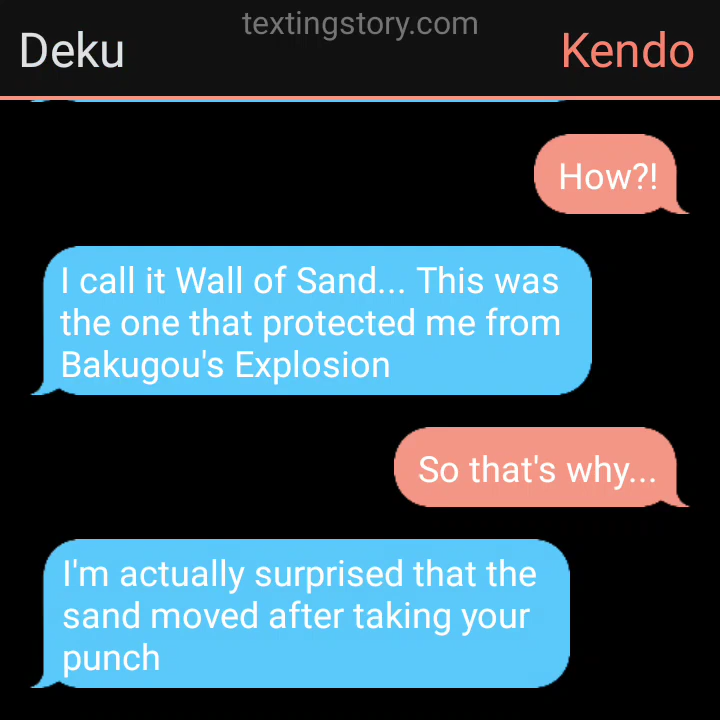 textingstory.com
Deku
Kendo
How?!
I call it Wall of Sand... This was
the one that protected me from
Bakugou's Explosion
So that's why...
I'm actually surprised that the
sand moved after taking your
punch